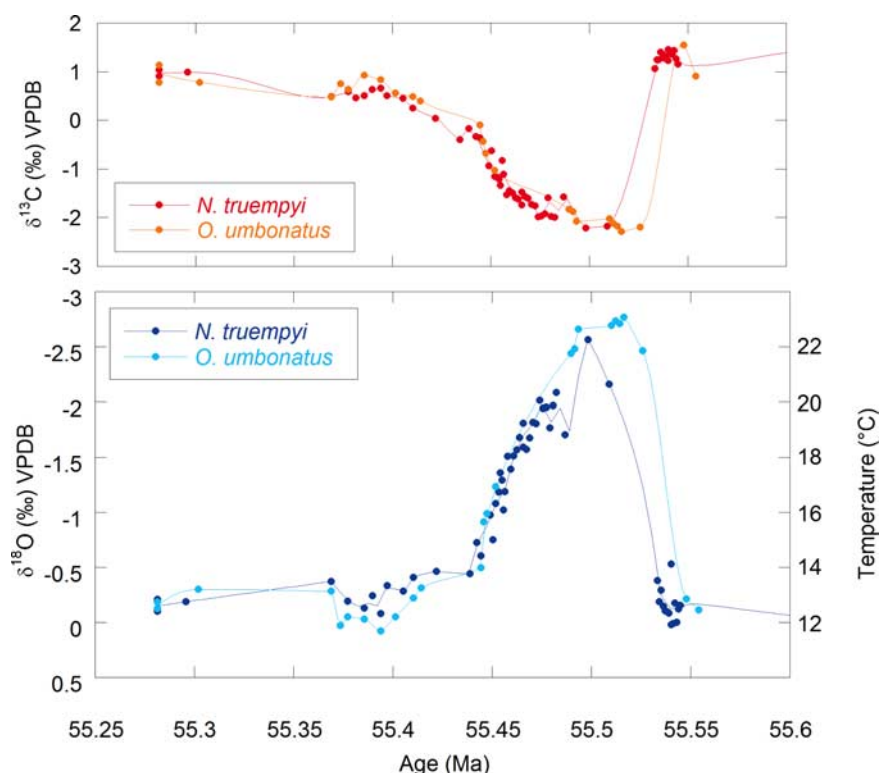 2
1
0
-1
-2
-3
δ13C (‰) VPDB
N. truempyi
O. umbonatus
-3
-2.5
-2
-1.5
-1
-0.5
0
0.5
δ18O (‰) VPDB
N. truempyi
O. umbonatus
22
20
18
16
14
12
Temperature (°C)
55.25 55.3 55.35 55.4 55.45 55.5 55.55 55.6
Age (Ma)